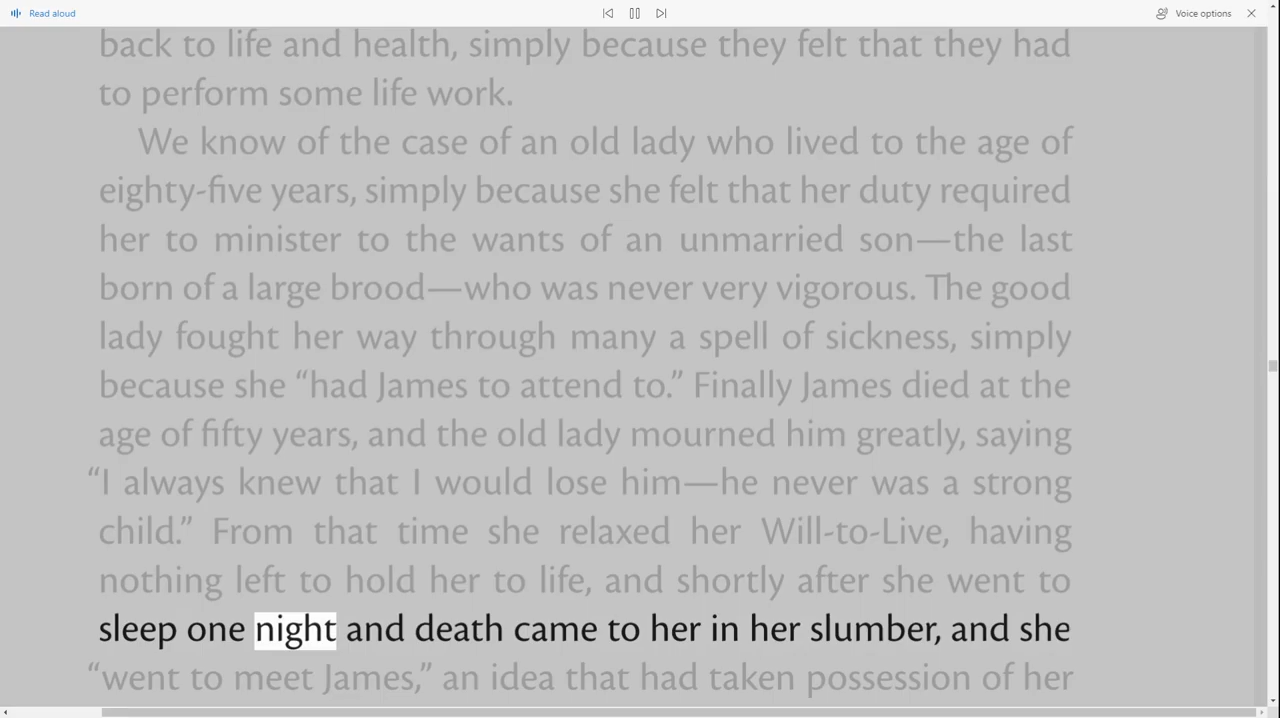 Read aloud
Voice options
back to life and health, simply because they felt that they had
to perform some life work.
We know of the case of an old lady who lived to the age of
eighty-five years, simply because she felt that her duty required
her to minister to the wants of an unmarried son—the last
born of a large brood—who was never very vigorous. The good
lady fought her way through many a spell of sickness, simply
because she “had James to attend to.” Finally James died at the
age of fifty years, and the old lady mourned him greatly, saying
“I always knew that I would lose him—he never was a strong
child.” From that time she relaxed her Will-to-Live, having
nothing left to hold her to life, and shortly after she went to
sleep one night and death came to her in her slumber, and she
“went to meet James,” an idea that had taken possession of her